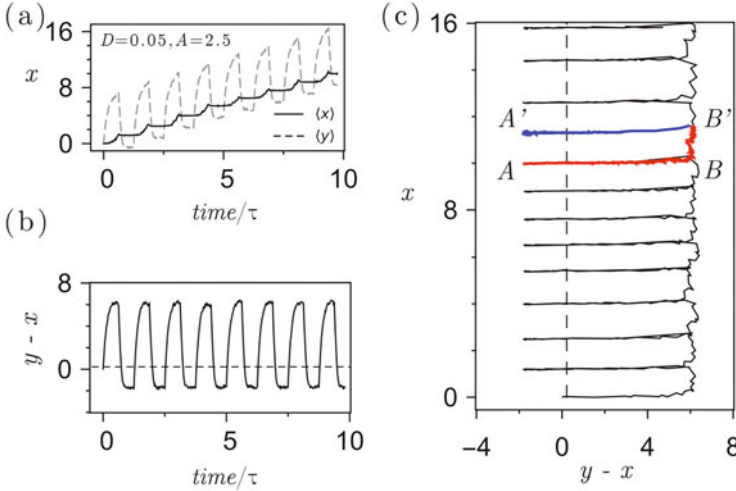 (a)
16
x
8
0
D=0.05, A=2.5
⟨x⟩
⟨y⟩
0
5
10
time/τ
(b)
8
y - x
0
0
5
10
time/τ
(c)
16
A'
B'
A
B
x
8
0
−4
0
4
8
y - x